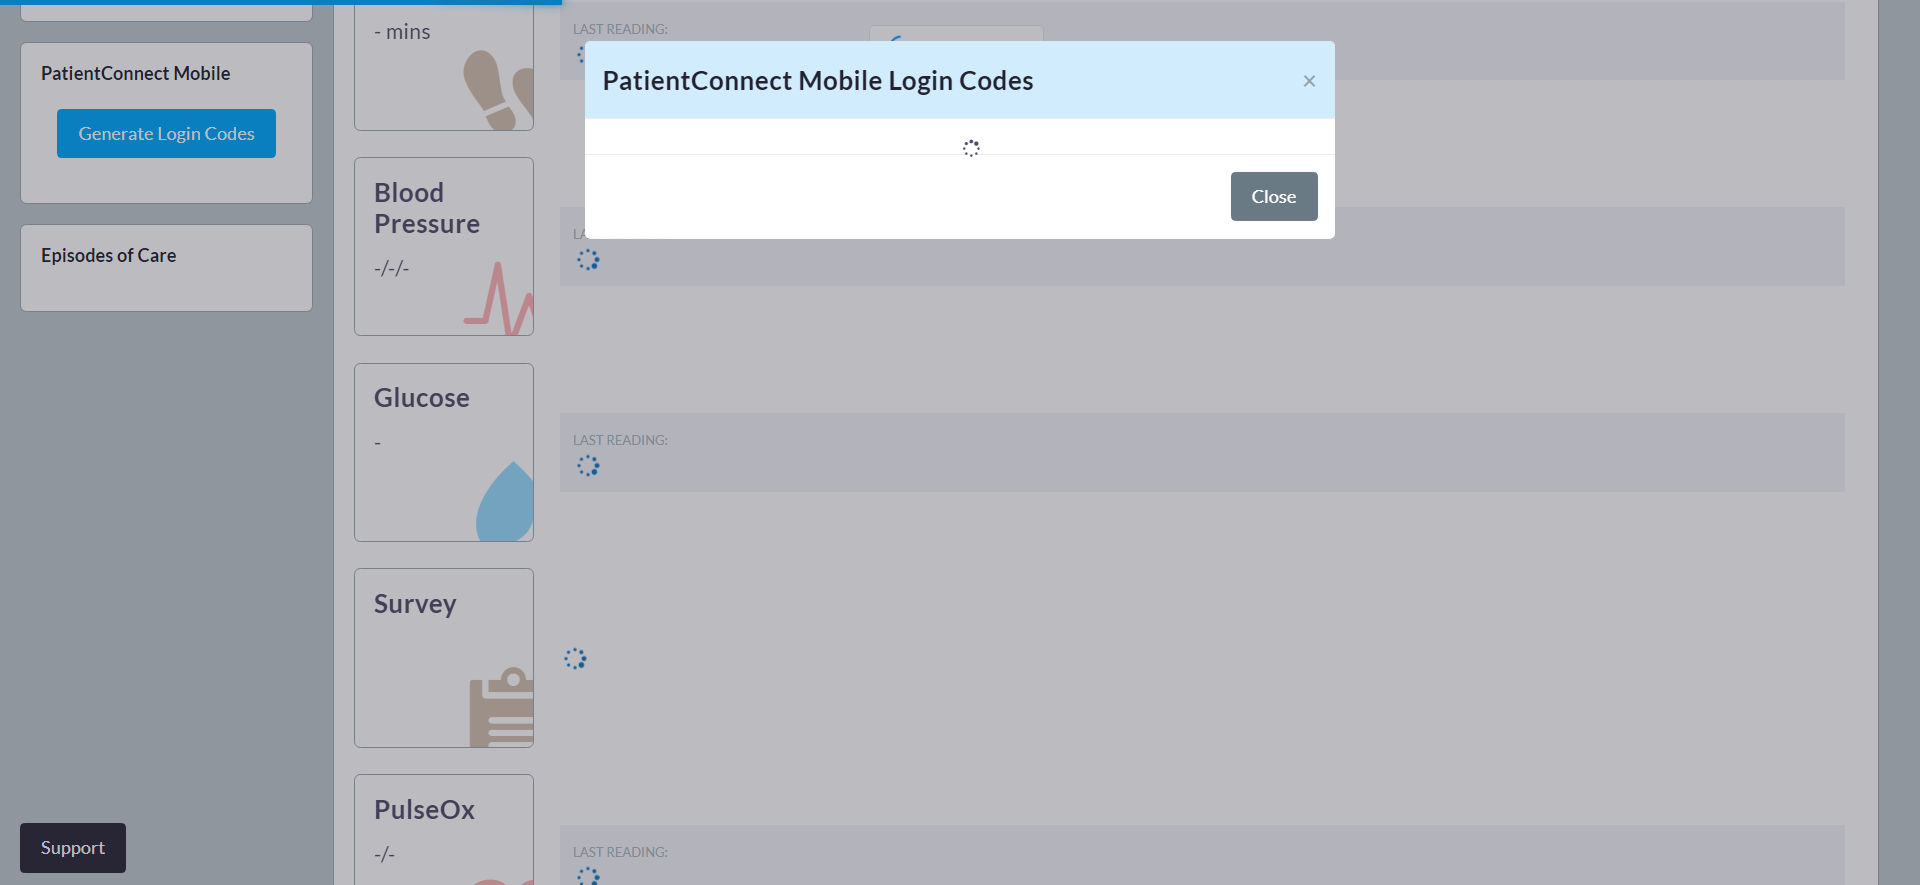 - mins
LAST READING:
PatientConnect Mobile
Generate Login Codes
Episodes of Care
PatientConnect Mobile Login Codes
×
Close
Blood
Pressure
-/-/-
Glucose
-
LAST READING:
Survey
PulseOx
-/-
LAST READING:
Support